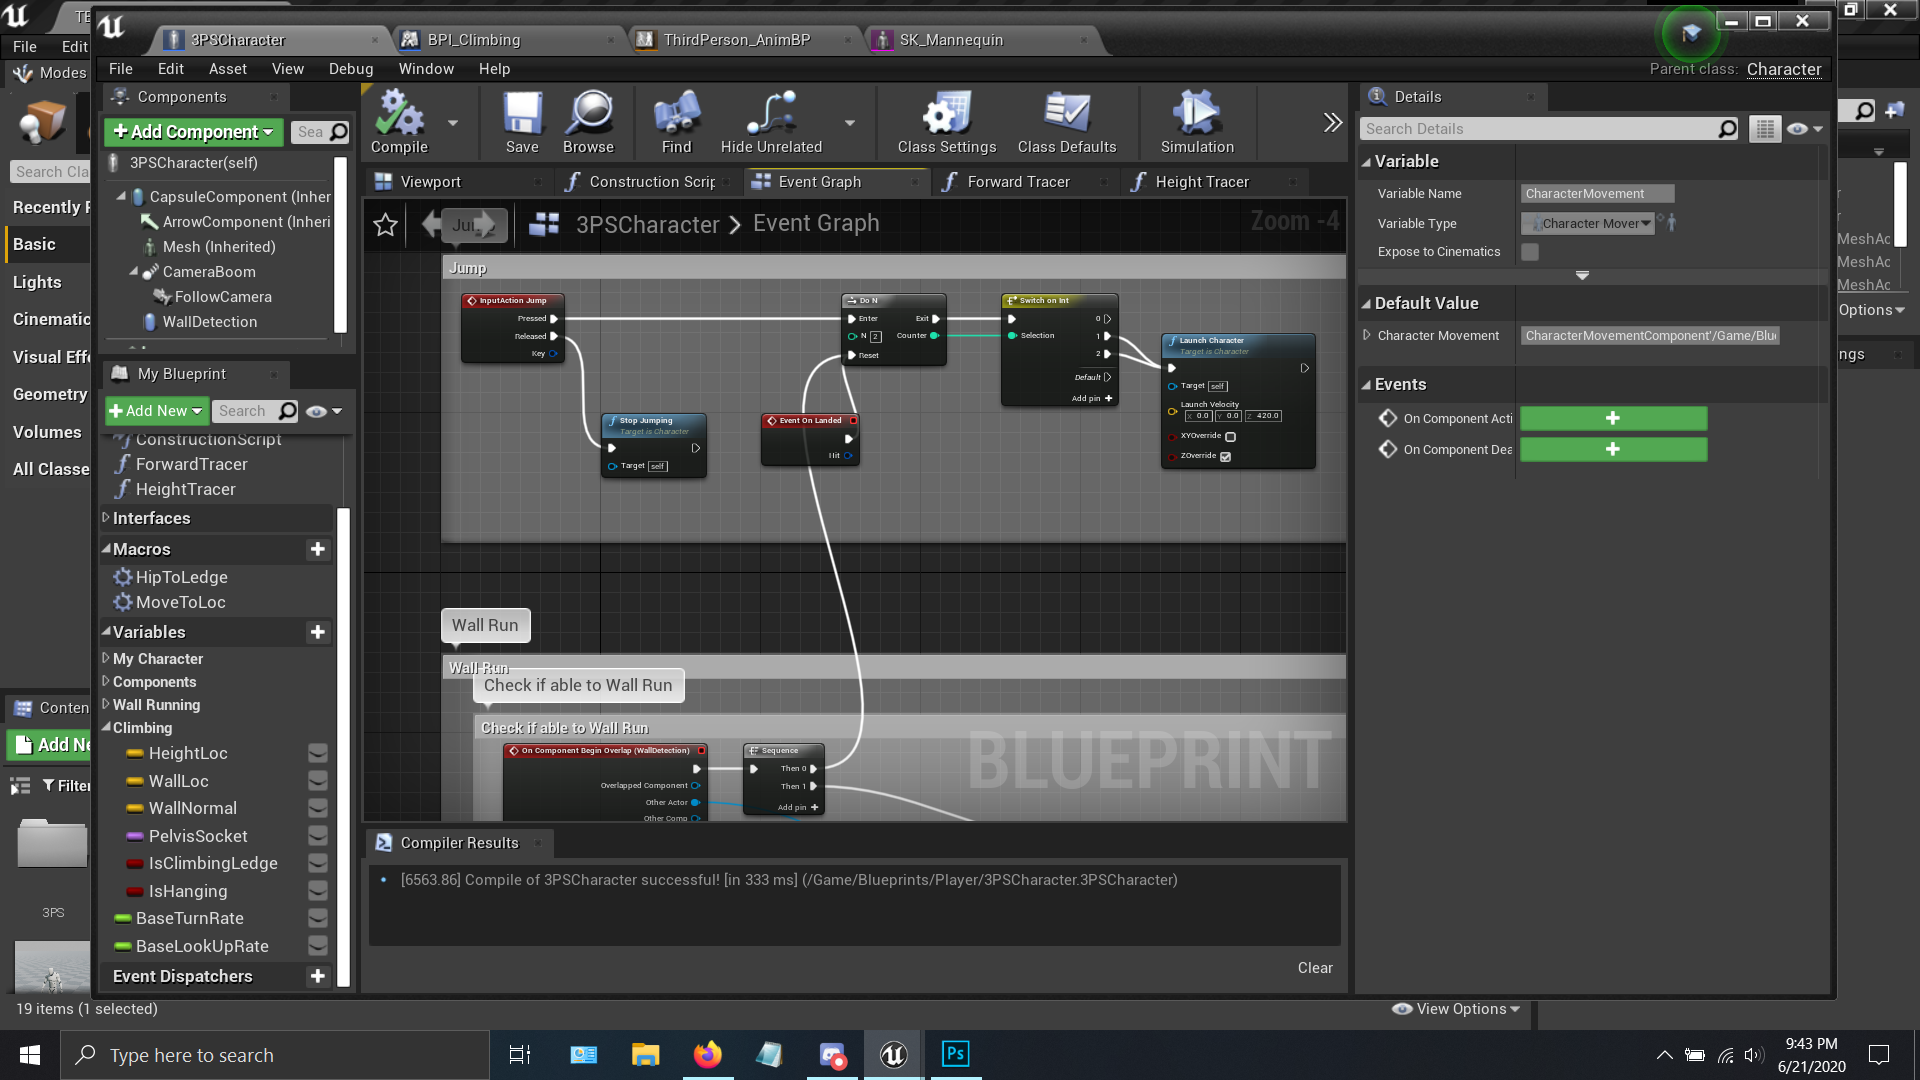 TE
3PSCharacter
BPI_Climbing
ThirdPerson_AnimBP
SK_Mannequin
File
Edit
File
Edit
Asset
View
Debug
Window
Help
Parent class:
Character
Modes
Components
Details
+Add Component
Sea
3PSCharacter(self)
Compile
Save
Browse
Find
Hide Unrelated
Class Settings
Class Defaults
Simulation
Search Details
Search Cla
Recently P
Basic
Lights
Cinematic
Visual Effe
Geometry
Volumes
All Classe
CapsuleComponent (Inher
ArrowComponent (Inheri
Mesh (Inherited)
CameraBoom
FollowCamera
WallDetection
Viewport
Construction Scrip
Event Graph
Forward Tracer
Height Tracer
Jump
3PSCharacter > Event Graph
Zoom -4
Variable
Variable Name
CharacterMovement
Variable Type
Character Mover
Expose to Cinematics
Default Value
Character Movement
CharacterMovementComponent'/Game/Blue
Events
On Component Acti
On Component Dea
MeshAc
MeshAc
MeshAc
Options
ngs
My Blueprint
+Add New
Search
ConstructionScript
ForwardTracer
HeightTracer
Interfaces
Macros
HipToLedge
MoveToLoc
Variables
My Character
Components
Wall Running
Climbing
HeightLoc
WallLoc
WallNormal
PelvisSocket
IsClimbingLedge
IsHanging
BaseTurnRate
BaseLookUpRate
Event Dispatchers
Jump
InputAction Jump
Pressed
Released
Key
Stop Jumping
Target is Character
Target self
Event On Landed
Hit
Do N
Enter
Exit
N 2
Counter
Reset
Switch on Int
0
Selection
1
2
Default
Add pin +
Launch Character
Target is Character
Target self
Launch Velocity
X 0.0 Y 0.0 Z 420.0
XYOverride
ZOverride
Wall Run
Wall Run
Check if able to Wall Run
Check if able to Wall Run
On Component Begin Overlap (WallDetection)
Overlapped Component
Other Actor
Other Comp
Sequence
Then 0
Then 1
Add pin +
BLUEPRINT
Compiler Results
[6563.86] Compile of 3PSCharacter successful! [in 333 ms] (/Game/Blueprints/Player/3PSCharacter.3PSCharacter)
Clear
Conten
Add Ne
Filter
3PS
19 items (1 selected)
View Options
Type here to search
Ps
9:43 PM
6/21/2020